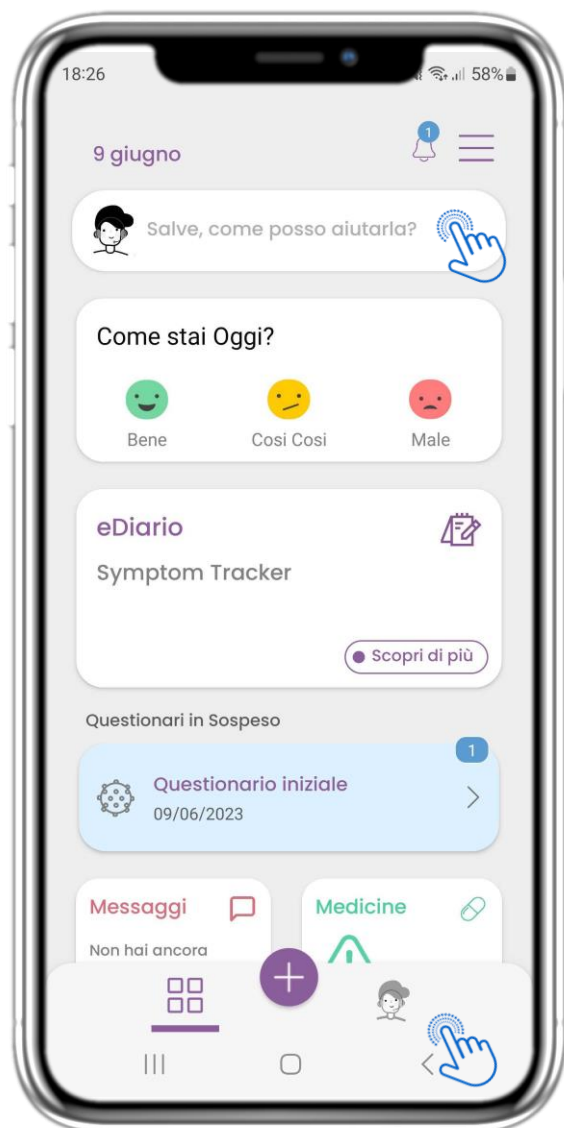 18:26 58%
9 giugno 1
Salve, come posso aiutarla?
Come stai Oggi?
Bene Cosi Cosi Male
eDiario
Symptom Tracker
Scopri di più
Questionari in Sospeso
1
Questionario iniziale
09/06/2023
Messaggi Medicine
Non hai ancora